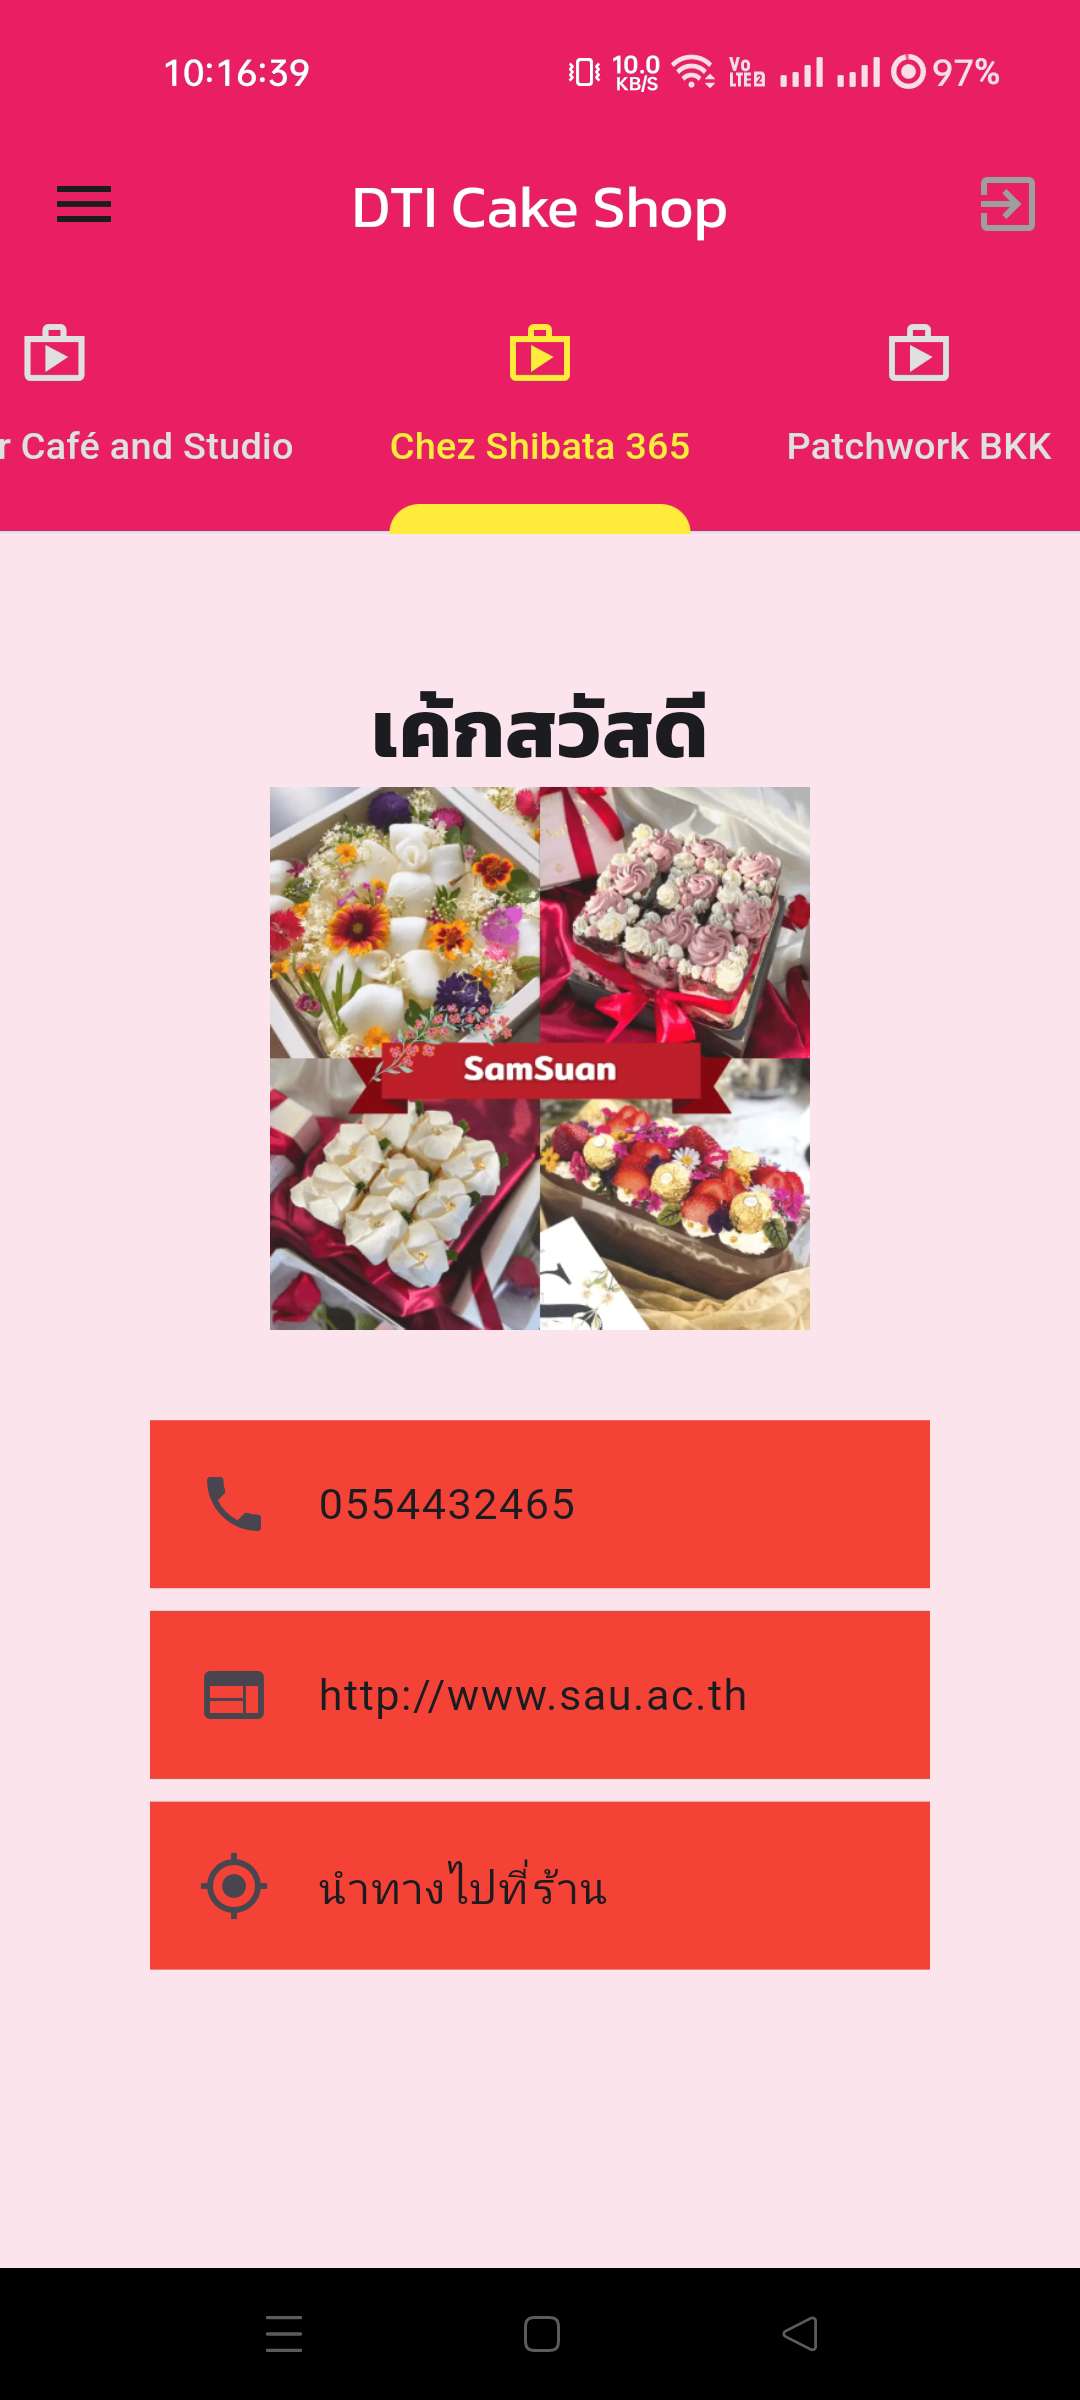 10:16:39
10.0 KB/S
Vo LTE 2
97%
DTI Cake Shop
r Café and Studio
Chez Shibata 365
Patchwork BKK
เค้กสวัสดี
SamSuan
0554432465
http://www.sau.ac.th
นำทางไปที่ร้าน